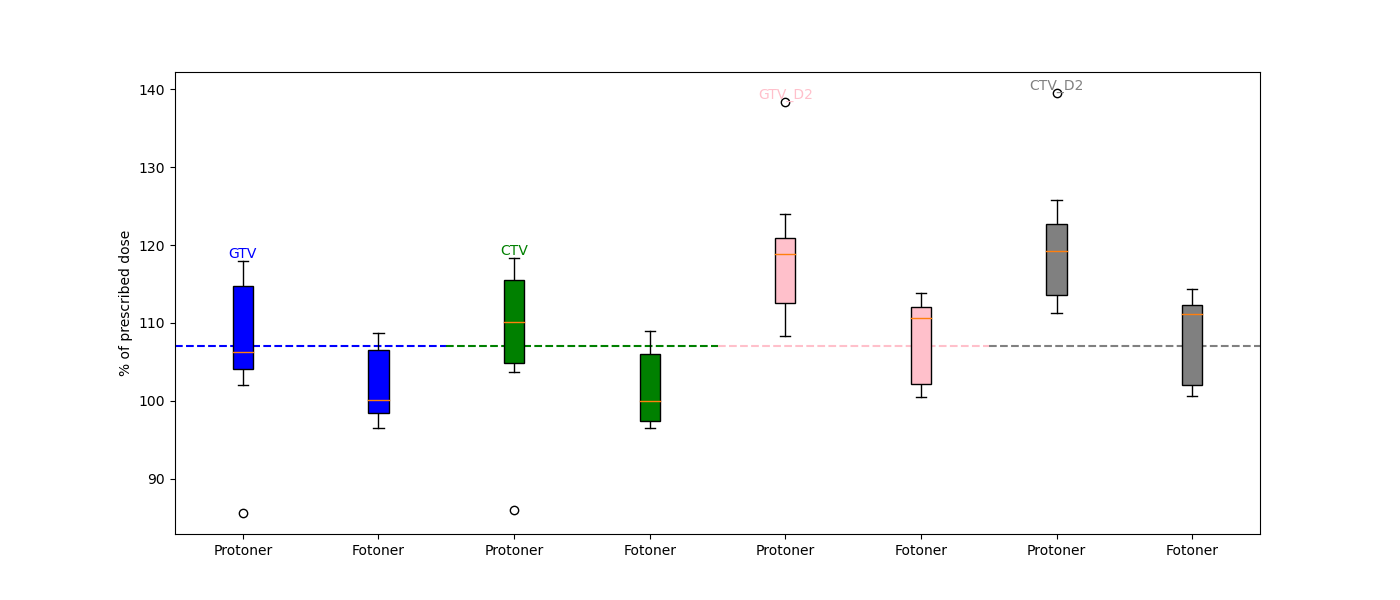 140
GTV_D2
CTV_D2
130
120
GTV
CTV
110
100
90
% of prescribed dose
Protoner Fotoner Protoner Fotoner Protoner Fotoner Protoner Fotoner